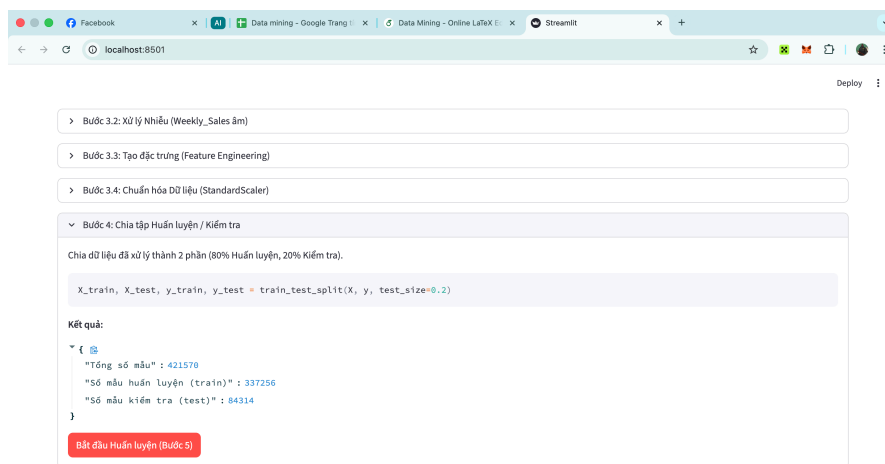 Facebook
AI
Data mining - Google Trang tí
Data Mining - Online LaTeX Ed
Streamlit
localhost:8501
Deploy
Bước 3.2: Xử lý Nhiễu (Weekly_Sales âm)
Bước 3.3: Tạo đặc trưng (Feature Engineering)
Bước 3.4: Chuẩn hóa Dữ liệu (StandardScaler)
Bước 4: Chia tập Huấn luyện / Kiểm tra
Chia dữ liệu đã xử lý thành 2 phần (80% Huấn luyện, 20% Kiểm tra).
X_train, X_test, y_train, y_test = train_test_split(X, y, test_size=0.2)
Kết quả:
{
"Tổng số mẫu" : 421570
"Số mẫu huấn luyện (train)" : 337256
"Số mẫu kiểm tra (test)" : 84314
}
Bắt đầu Huấn luyện (Bước 5)